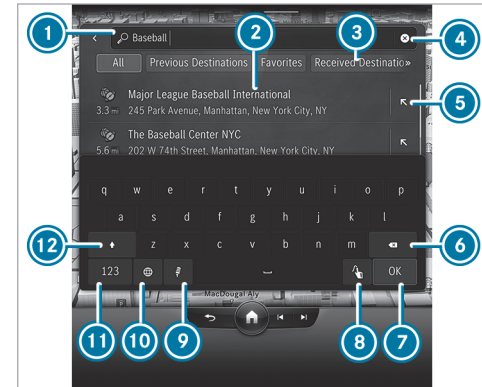 1
2
3
Baseball
4
All Previous Destinations Favorites Received Destinatio»
Major League Baseball International
3.3 mi 245 Park Avenue, Manhattan, New York City, NY
5
The Baseball Center NYC
5.6 mi 202 W 74th Street, Manhattan, New York City, NY
q w e r t y u i o p
a s d f g h j k l
12
z x c v b n m
6
123 OK
MacDougal Aly
11
10
9
8
7